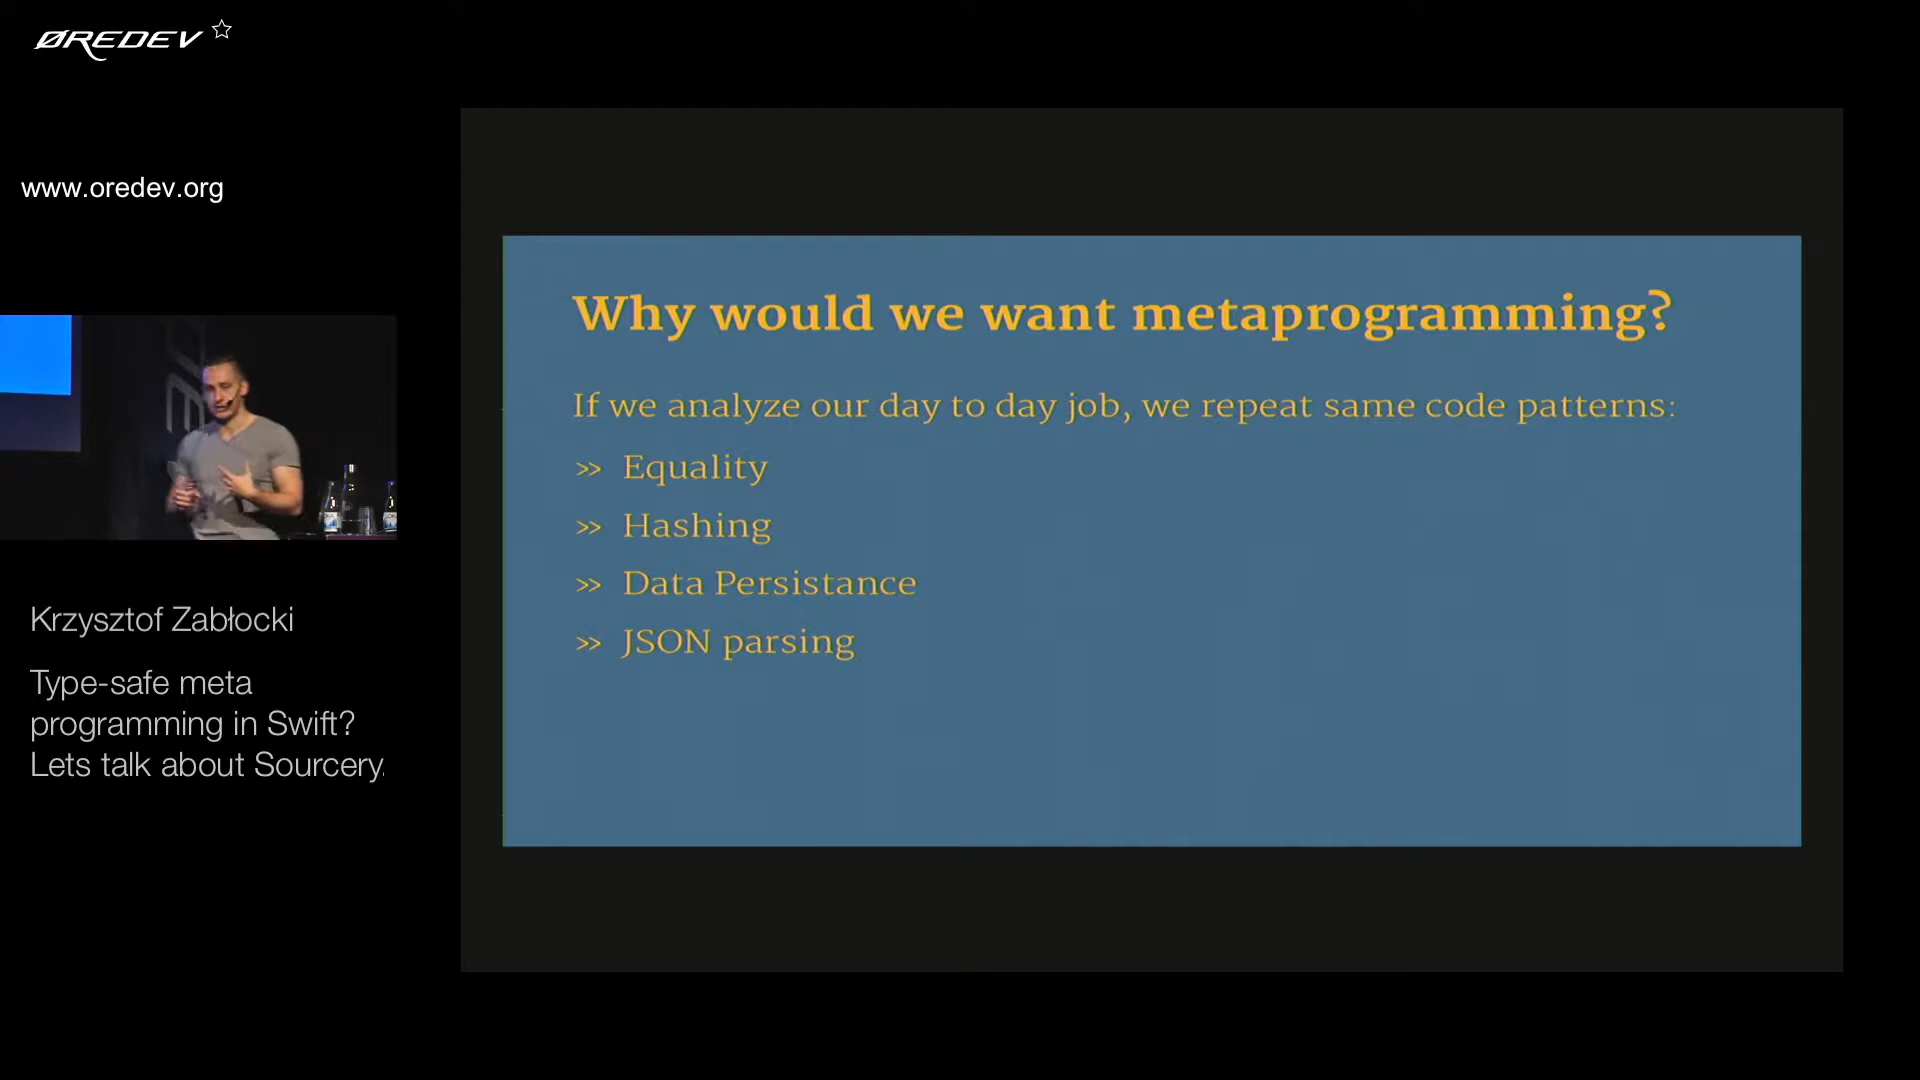 ØREDEV
www.oredev.org
Why would we want metaprogramming?
If we analyze our day to day job, we repeat same code patterns:
>> Equality
>> Hashing
>> Data Persistance
>> JSON parsing
Krzysztof Zabłocki
Type-safe meta
programming in Swift?
Lets talk about Sourcery.